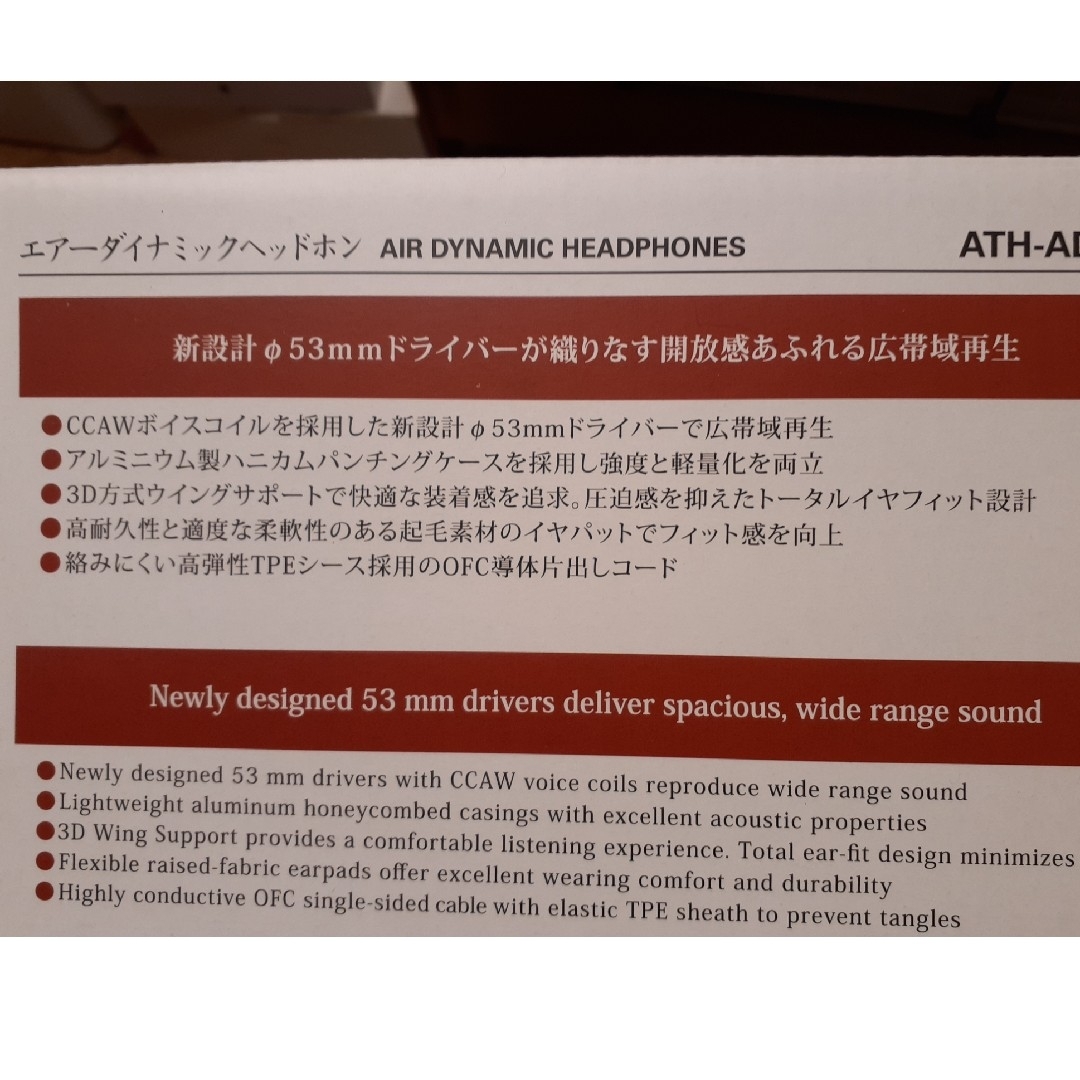 エアーダイナミックヘッドホン AIR DYNAMIC HEADPHONES ATH-AD
新設計φ53mmドライバーが織りなす開放感あふれる広帯域再生
●CCAWボイスコイルを採用した新設計φ53mmドライバーで広帯域再生
●アルミニウム製ハニカムパンチングケースを採用し強度と軽量化を両立
●3D方式ウイングサポートで快適な装着感を追求。圧迫感を抑えたトータルイヤフィット設計
●高耐久性と適度な柔軟性のある起毛素材のイヤパットでフィット感を向上
●絡みにくい高弾性TPEシース採用のOFC導体片出しコード
Newly designed 53 mm drivers deliver spacious, wide range sound
●Newly designed 53 mm drivers with CCAW voice coils reproduce wide range sound
●Lightweight aluminum honeycombed casings with excellent acoustic properties
●3D Wing Support provides a comfortable listening experience. Total ear-fit design minimizes
●Flexible raised-fabric earpads offer excellent wearing comfort and durability
●Highly conductive OFC single-sided cable with elastic TPE sheath to prevent tangles